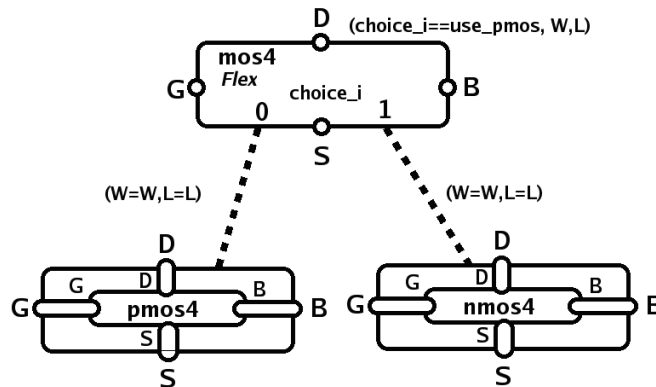 D
(choice_i==use_pmos, W,L)
mos4
Flex
G
choice_i
B
0
1
S
(W=W,L=L)
(W=W,L=L)
D
D
G
D
B
G
pmos4
B
S
S
G
D
B
G
nmos4
B
S
S